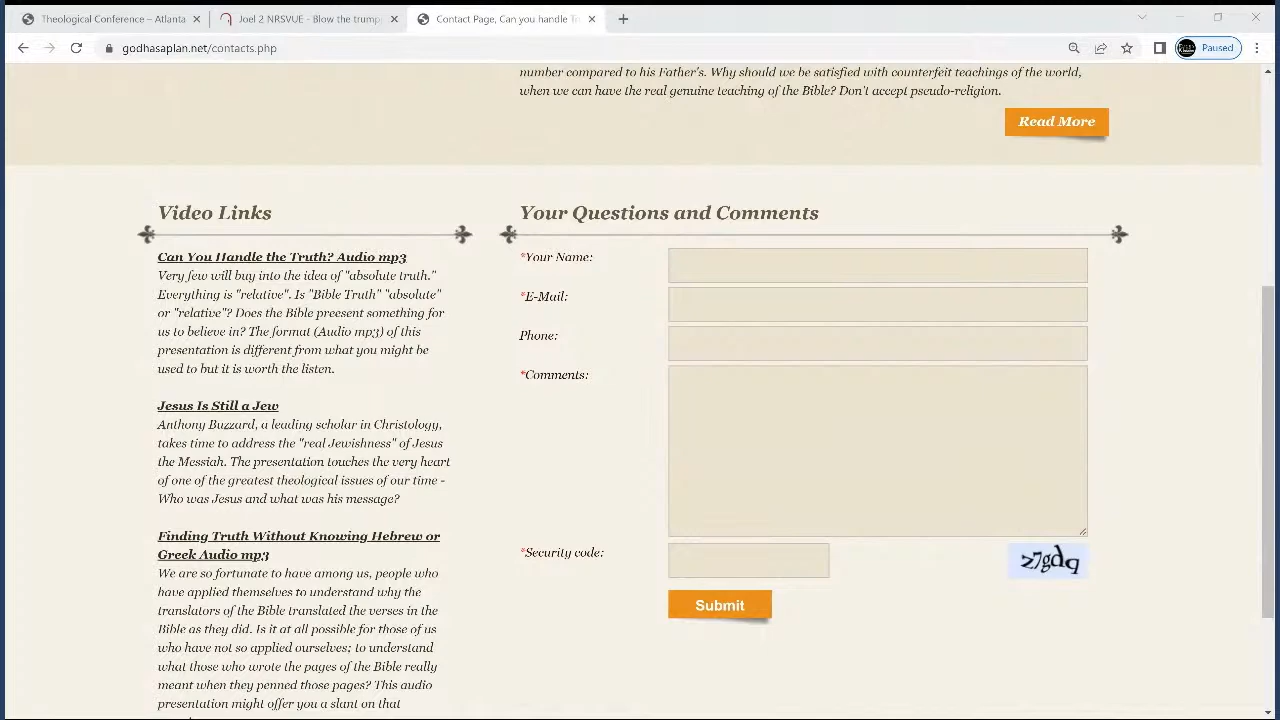 Theological Conference – Atlanta
Joel 2 NRSVUE - Blow the trump
Contact Page, Can you handle Tr
godhasaplan.net/contacts.php
Paused
number compared to his Father's. Why should we be satisfied with counterfeit teachings of the world,
when we can have the real genuine teaching of the Bible? Don't accept pseudo-religion.
Read More
Video Links
Can You Handle the Truth? Audio mp3
Very few will buy into the idea of "absolute truth."
Everything is "relative". Is "Bible Truth" "absolute"
or "relative"? Does the Bible preesent something for
us to believe in? The format (Audio mp3) of this
presentation is different from what you might be
used to but it is worth the listen.
Jesus Is Still a Jew
Anthony Buzzard, a leading scholar in Christology,
takes time to address the "real Jewishness" of Jesus
the Messiah. The presentation touches the very heart
of one of the greatest theological issues of our time -
Who was Jesus and what was his message?
Finding Truth Without Knowing Hebrew or
Greek Audio mp3
We are so fortunate to have among us, people who
have applied themselves to understand why the
translators of the Bible translated the verses in the
Bible as they did. Is it at all possible for those of us
who have not so applied ourselves; to understand
what those who wrote the pages of the Bible really
meant when they penned those pages? This audio
presentation might offer you a slant on that
Your Questions and Comments
*Your Name:
*E-Mail:
Phone:
*Comments:
*Security code:
z7gdq
Submit